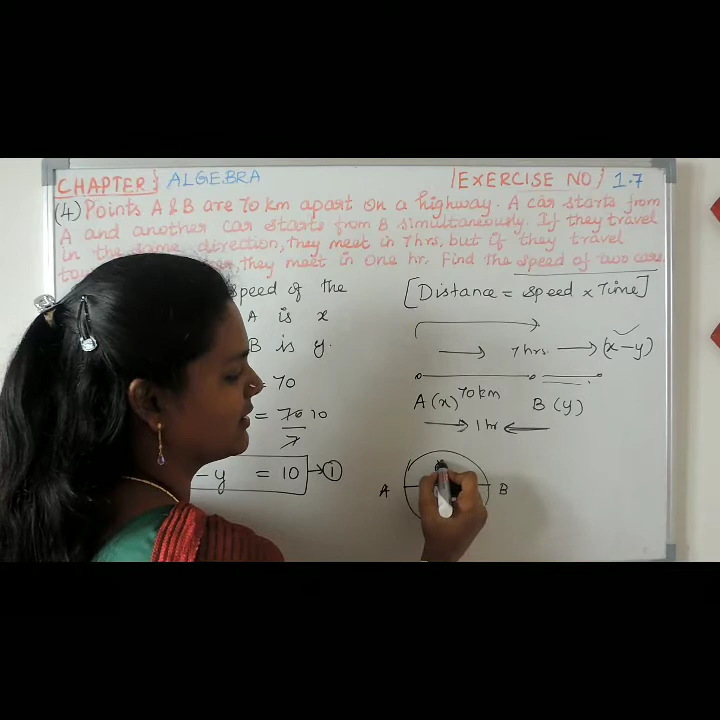 CHAPTER: ALGEBRA
EXERCISE NO: 1.7
(4) Points A & B are 70 km apart on a highway. A car starts from
A and another car starts from B simultaneously. If they travel
in the same direction, they meet in 7 hrs, but if they travel
they meet in one hr. Find the speed of two cars.
speed of the
A is x
B is y.
= 70
= 70 10
7
- y = 10 → (i)
[Distance = speed × Time]
7 hrs. → (x-y)
A (x) 70 km B (y)
→ 1 hr ←
A B